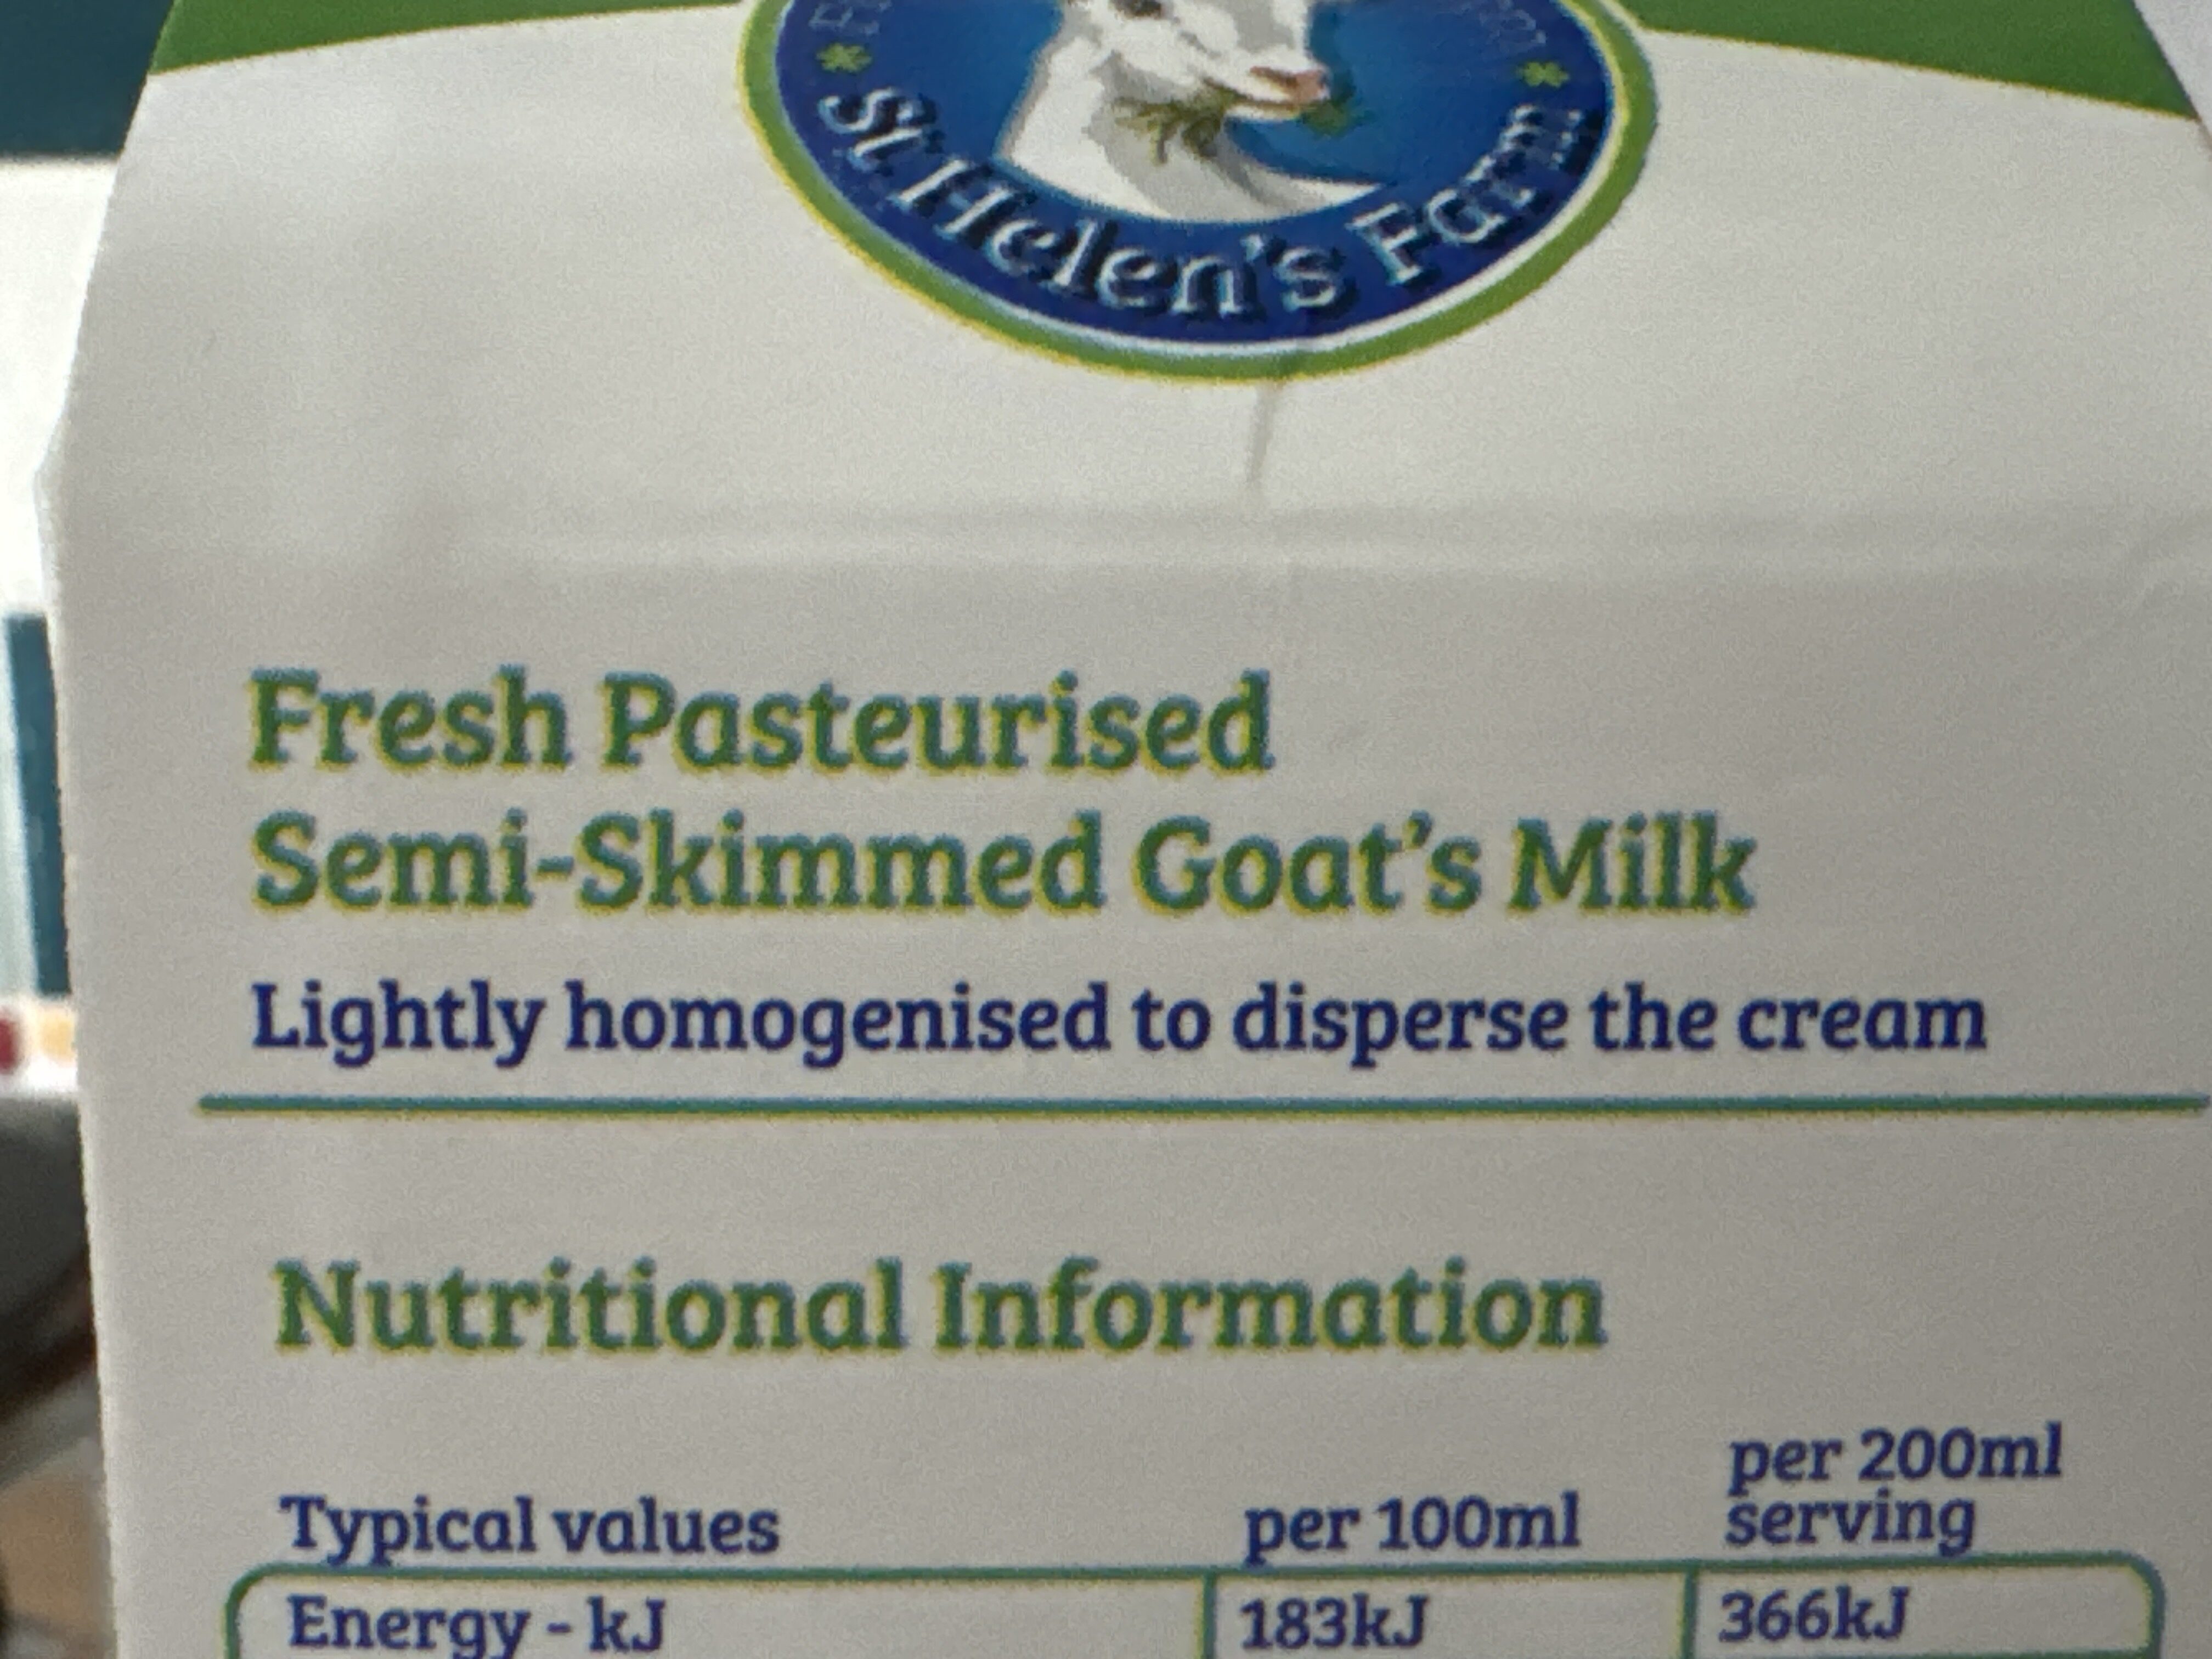 St Helen's Farm
Fresh Pasteurised
Semi-Skimmed Goat’s Milk
Lightly homogenised to disperse the cream
Nutritional Information
Typical values per 100ml per 200ml serving
Energy - kJ 183kJ 366kJ